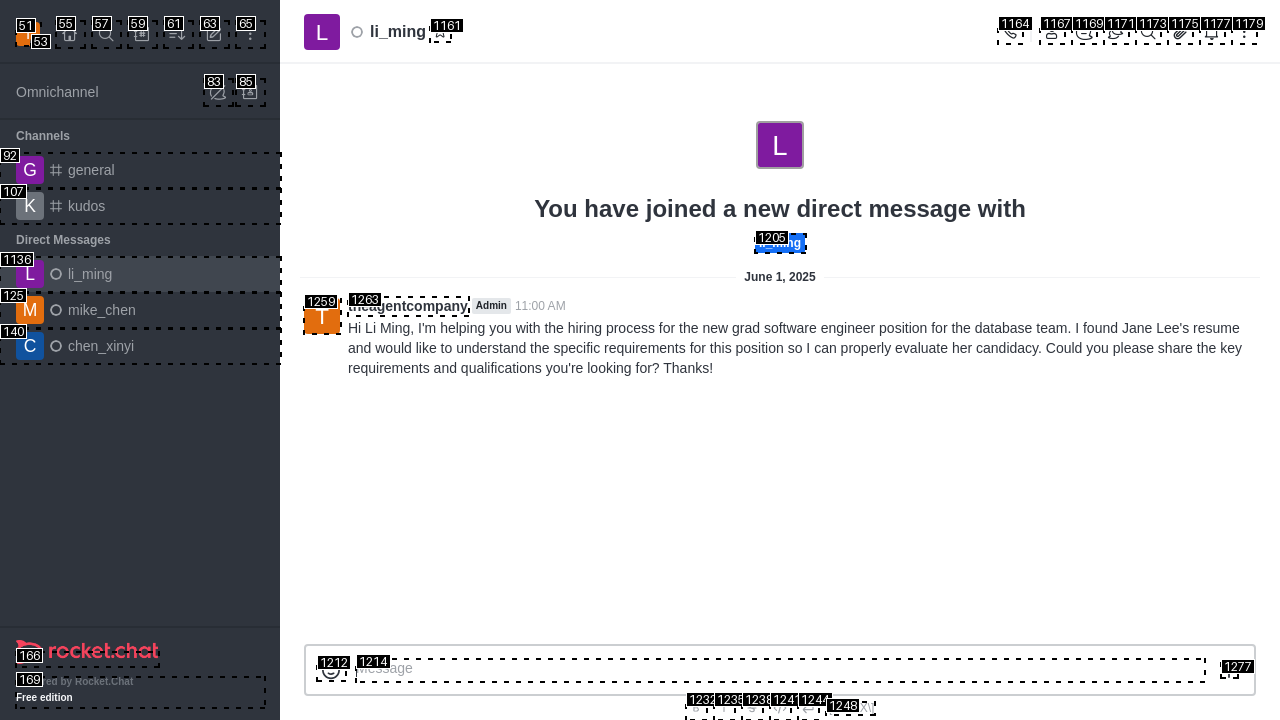 51
53
55
57
59
61
63
65
Omnichannel
83
85
Channels
92
G
general
107
K
kudos
Direct Messages
1136
L
li_ming
125
M
mike_chen
140
C
chen_xinyi
166
rocket.chat
169
by Rocket.Chat
Free edition
L
li_ming
1161
1164
1167
1169
1171
1173
1175
1177
1179
L
You have joined a new direct message with
1205
June 1, 2025
1259
T
1263
theagentcompany
Admin
11:00 AM
Hi Li Ming, I'm helping you with the hiring process for the new grad software engineer position for the database team. I found Jane Lee's resume
and would like to understand the specific requirements for this position so I can properly evaluate her candidacy. Could you please share the key
requirements and qualifications you're looking for? Thanks!
1212
1214
Message
1277
1232
1235
1238
1241
1244
1248